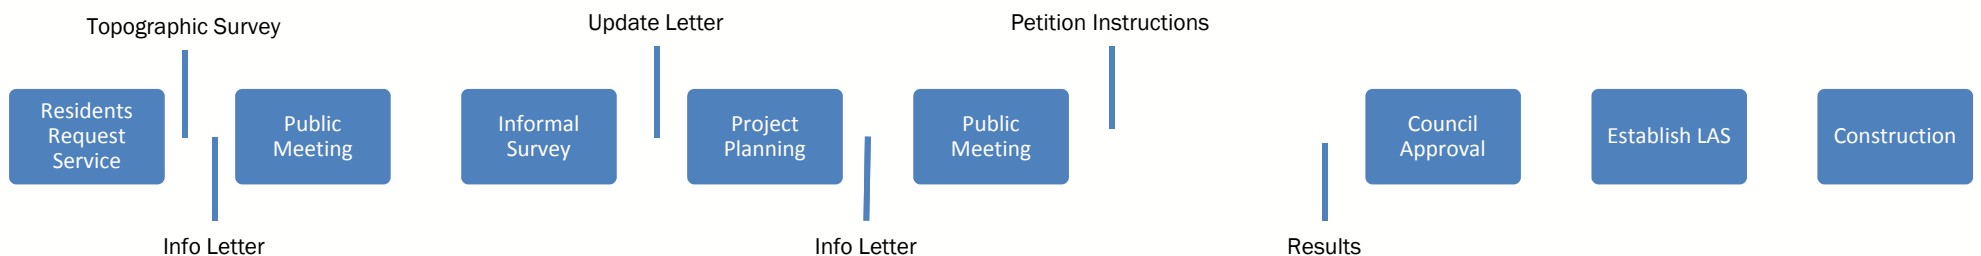 Topographic Survey
Update Letter
Petition Instructions
Residents
Request
Service
Public
Meeting
Informal
Survey
Project
Planning
Public
Meeting
Council
Approval
Establish LAS
Construction
Info Letter
Info Letter
Results